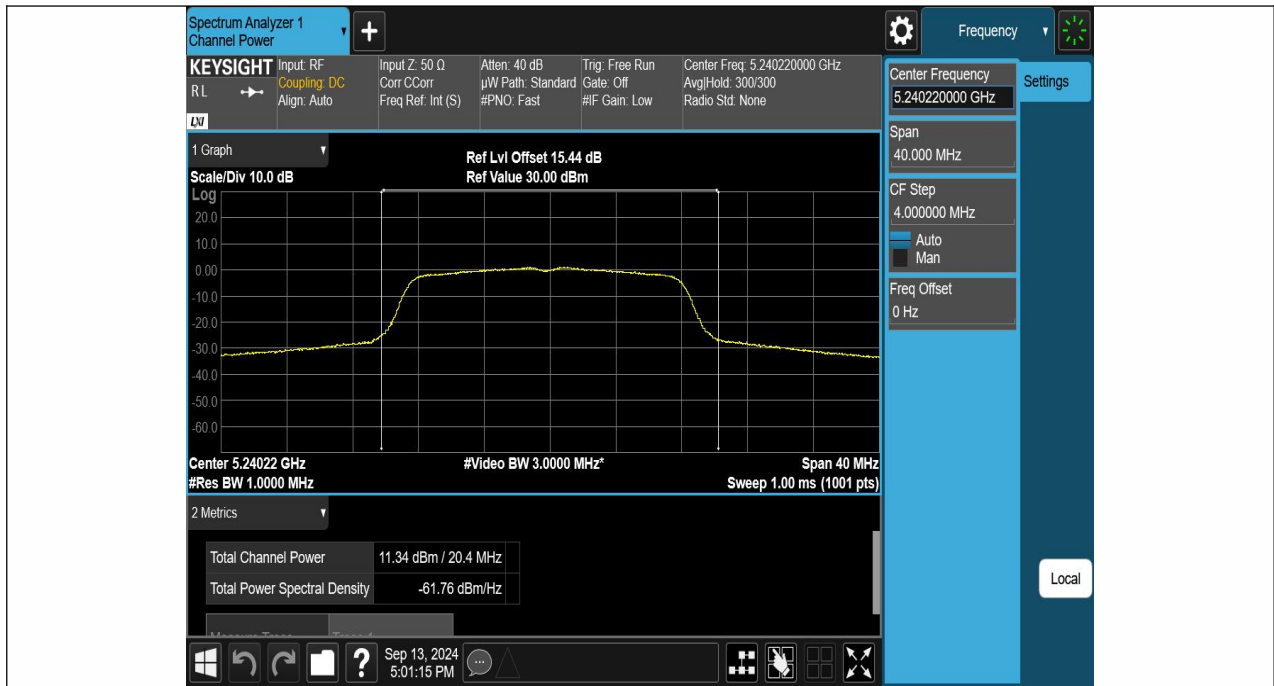 Spectrum Analyzer 1
Channel Power
+
Frequency
KEYSIGHT
RL
LXI
Input: RF
Coupling: DC
Align: Auto
Input Z: 50 Ω
Corr CCorr
Freq Ref: Int (S)
Atten: 40 dB
µW Path: Standard
#PNO: Fast
Trig: Free Run
Gate: Off
#IF Gain: Low
Center Freq: 5.240220000 GHz
Avg|Hold: 300/300
Radio Std: None
Center Frequency
5.240220000 GHz
Settings
Span
40.000 MHz
CF Step
4.000000 MHz
Auto
Man
Freq Offset
0 Hz
Local
1 Graph
Scale/Div 10.0 dB
Ref Lvl Offset 15.44 dB
Ref Value 30.00 dBm
Log
20.0
10.0
0.00
-10.0
-20.0
-30.0
-40.0
-50.0
-60.0
Center 5.24022 GHz
#Video BW 3.0000 MHz*
Span 40 MHz
#Res BW 1.0000 MHz
Sweep 1.00 ms (1001 pts)
2 Metrics
Total Channel Power 11.34 dBm / 20.4 MHz
Total Power Spectral Density -61.76 dBm/Hz
?
Sep 13, 2024
5:01:15 PM